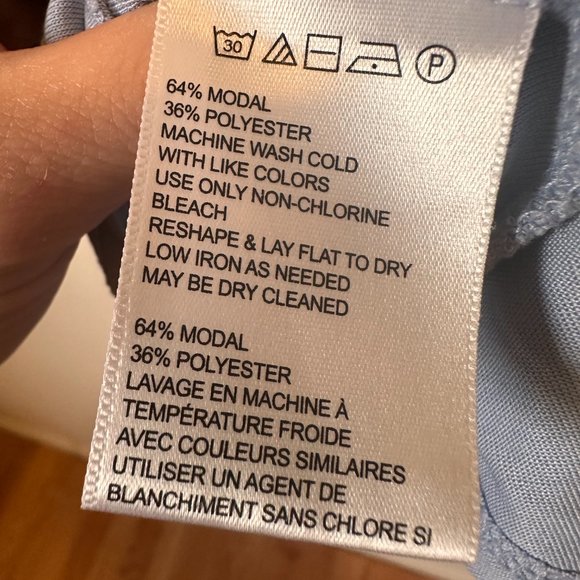 30 P
64% MODAL
36% POLYESTER
MACHINE WASH COLD
WITH LIKE COLORS
USE ONLY NON-CHLORINE
BLEACH
RESHAPE & LAY FLAT TO DRY
LOW IRON AS NEEDED
MAY BE DRY CLEANED
64% MODAL
36% POLYESTER
LAVAGE EN MACHINE À
TEMPÉRATURE FROIDE
AVEC COULEURS SIMILAIRES
UTILISER UN AGENT DE
BLANCHIMENT SANS CHLORE SI